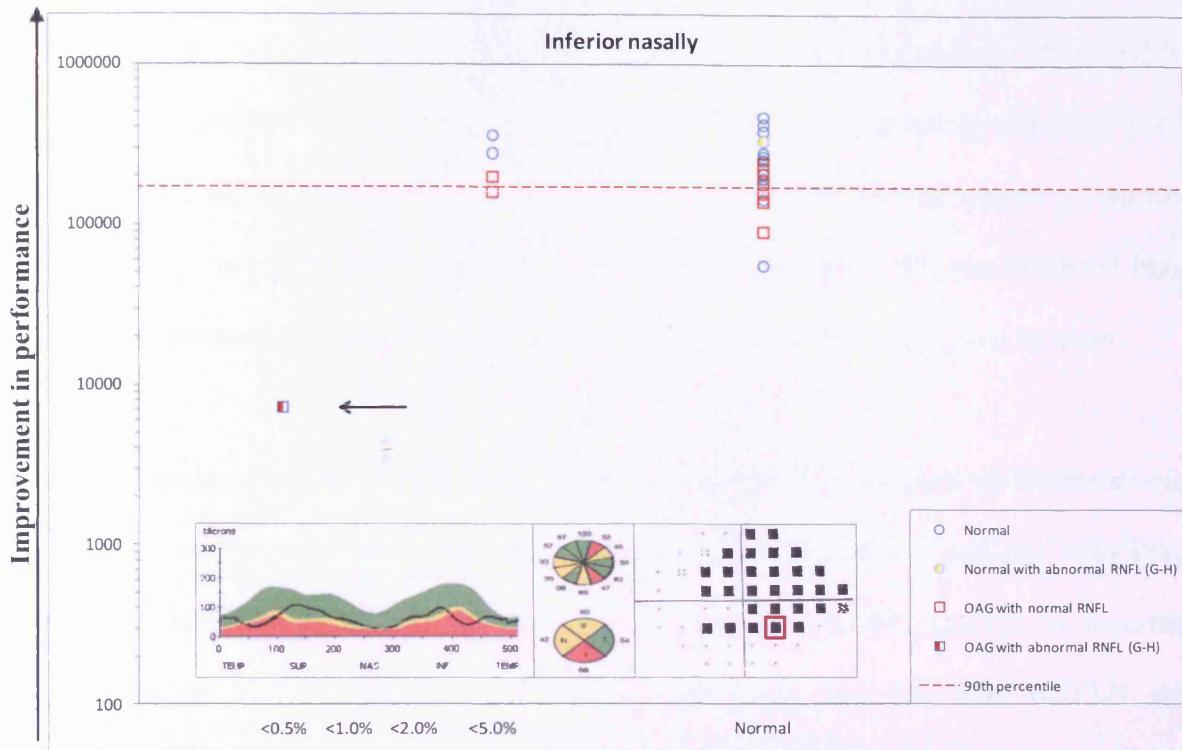 Inferior nasally
Improvement in performance
1000000
100000
10000
1000
100
Microns
300
200
100
0
0 100 200 300 400 500
TEMP SUP NAS INF TEMP
S
N T
I
Normal
Normal with abnormal RNFL (G-H)
OAG with normal RNFL
OAG with abnormal RNFL (G-H)
90th percentile
<0.5% <1.0% <2.0% <5.0% Normal